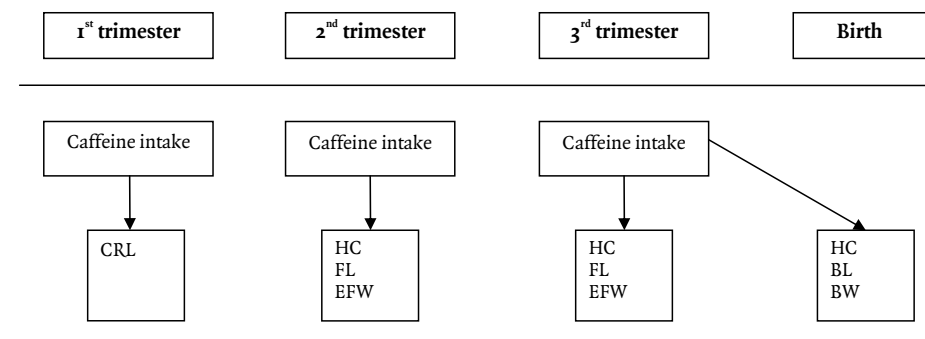 1st trimester
2nd trimester
3rd trimester
Birth
Caffeine intake
Caffeine intake
Caffeine intake
CRL
HC
FL
EFW
HC
FL
EFW
HC
BL
BW